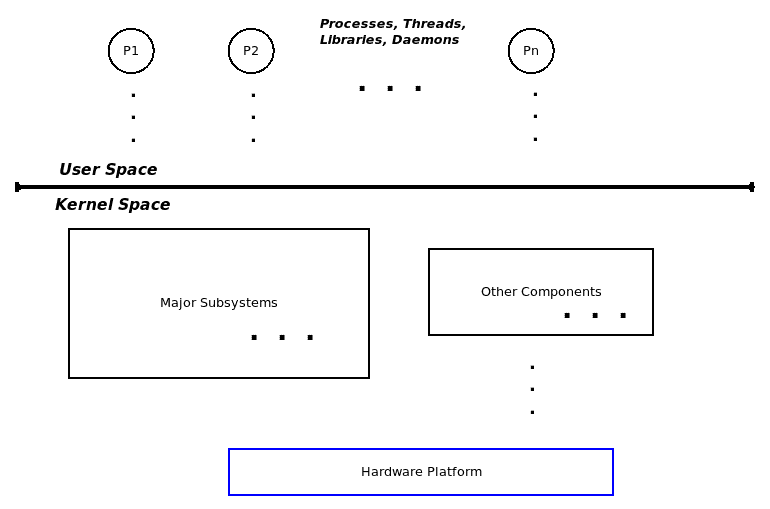 Processes, Threads,
Libraries, Daemons
P1
P2
Pn
. . .
User Space
Kernel Space
Major Subsystems
. . .
Other Components
. . .
Hardware Platform